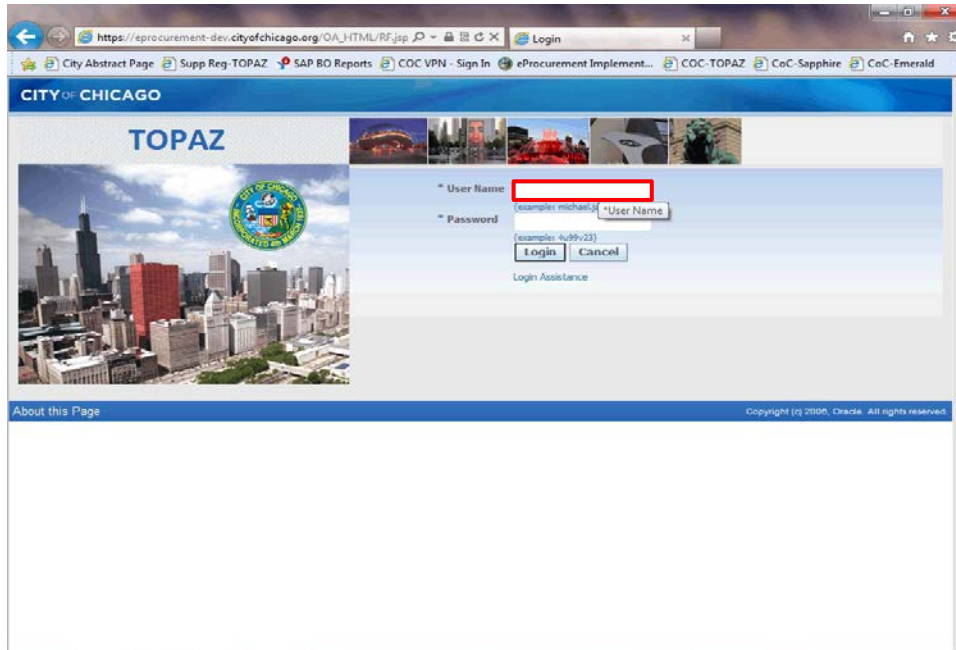 https://eprocurement-dev.cityofchicago.org/OA_HTML/RF.jsp
Login
City Abstract Page
Supp Reg-TOPAZ
SAP BO Reports
COC VPN - Sign In
eProcurement Implement...
COC-TOPAZ
CoC-Sapphire
CoC-Emerald
CITY OF CHICAGO
TOPAZ
* User Name
(example: michael.
*User Name
* Password
(example: 4u99v23)
Login
Cancel
Login Assistance
About this Page
Copyright (c) 2006, Oracle. All rights reserved.